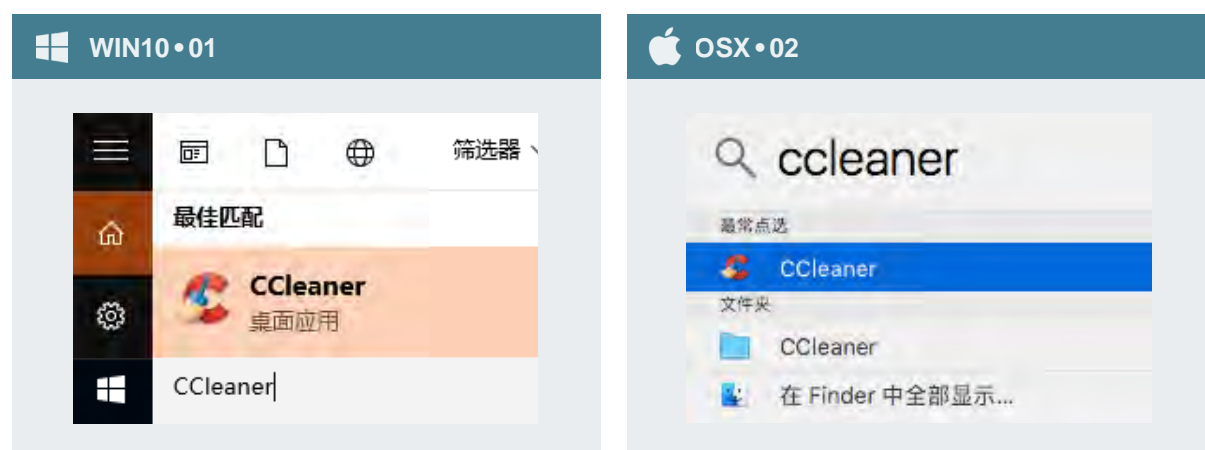 WIN10•01
筛选器
最佳匹配
CCleaner
桌面应用
CCleaner
OSX•02
ccleaner
最常点选
CCleaner
文件夹
CCleaner
在 Finder 中全部显示...